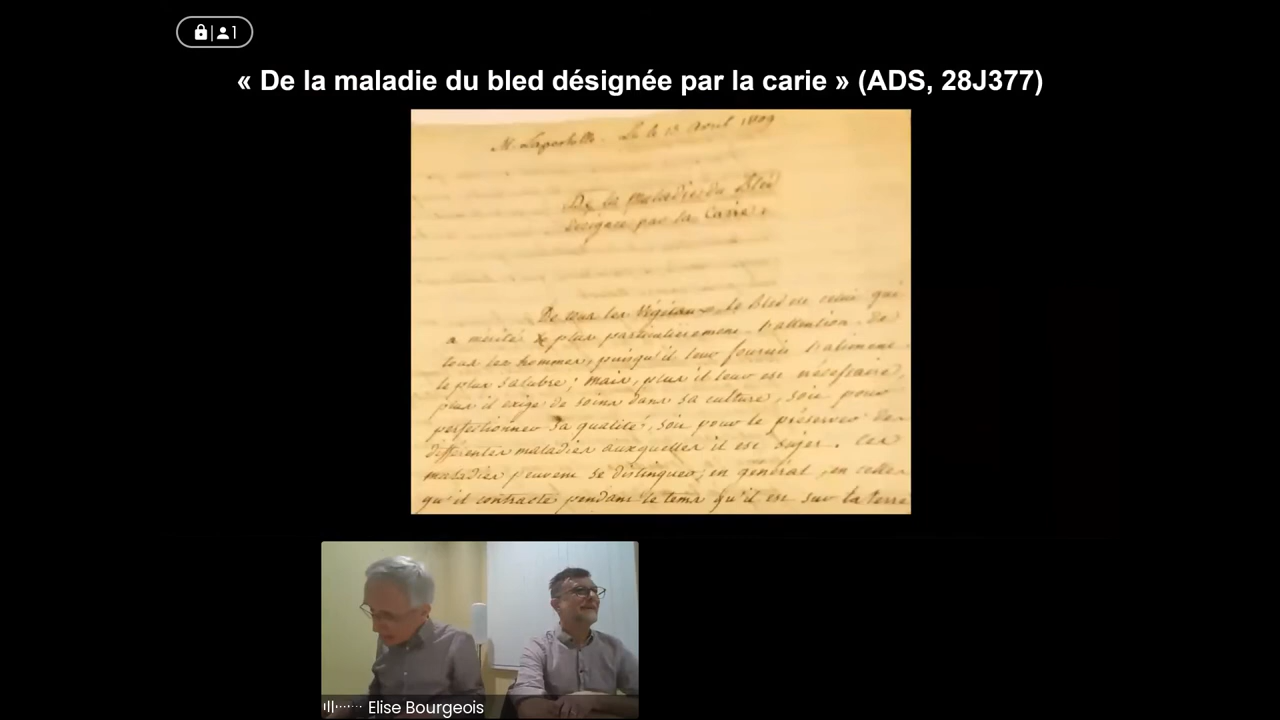 1
« De la maladie du bled désignée par la carie » (ADS, 28J377)
M. Lapostolle. Lu le 13 Avril 1809
De la maladie du Bled
désignée par la Carie.
De tous les Végétaux, le Bled est celui qui
a mérité le plus particulièrement l'attention de
tous les hommes, puisqu'il leur fournit l'aliment
le plus salubre ; mais, plus il leur est nécessaire,
plus il exige de soins dans sa culture, soit pour
perfectionner sa qualité, soit pour le préserver des
différentes maladies auxquelles il est sujet. Ces
maladies peuvent se distinguer, en général, en celles
qu'il contracte pendant le tems qu'il est sur la terre
Elise Bourgeois